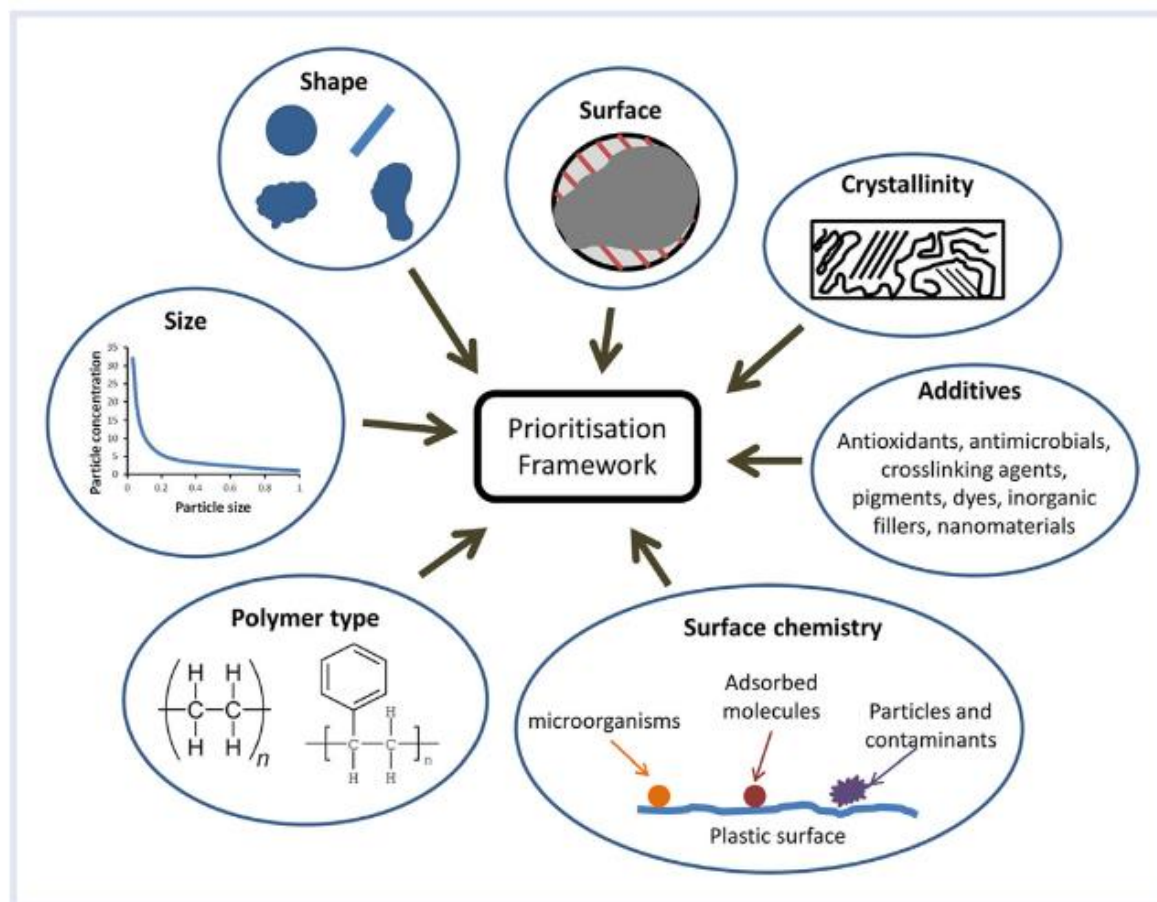 Shape
Surface
Crystallinity
Size
Particle concentration
35
30
25
20
15
10
5
0
0
0.2
0.4
0.6
0.8
1
Particle size
Prioritisation
Framework
Additives
Antioxidants, antimicrobials,
crosslinking agents,
pigments, dyes, inorganic
fillers, nanomaterials
Polymer type
H H
C C
H H
n
H
C C
n
H H
Surface chemistry
microorganisms
Adsorbed
molecules
Particles and
contaminants
Plastic surface